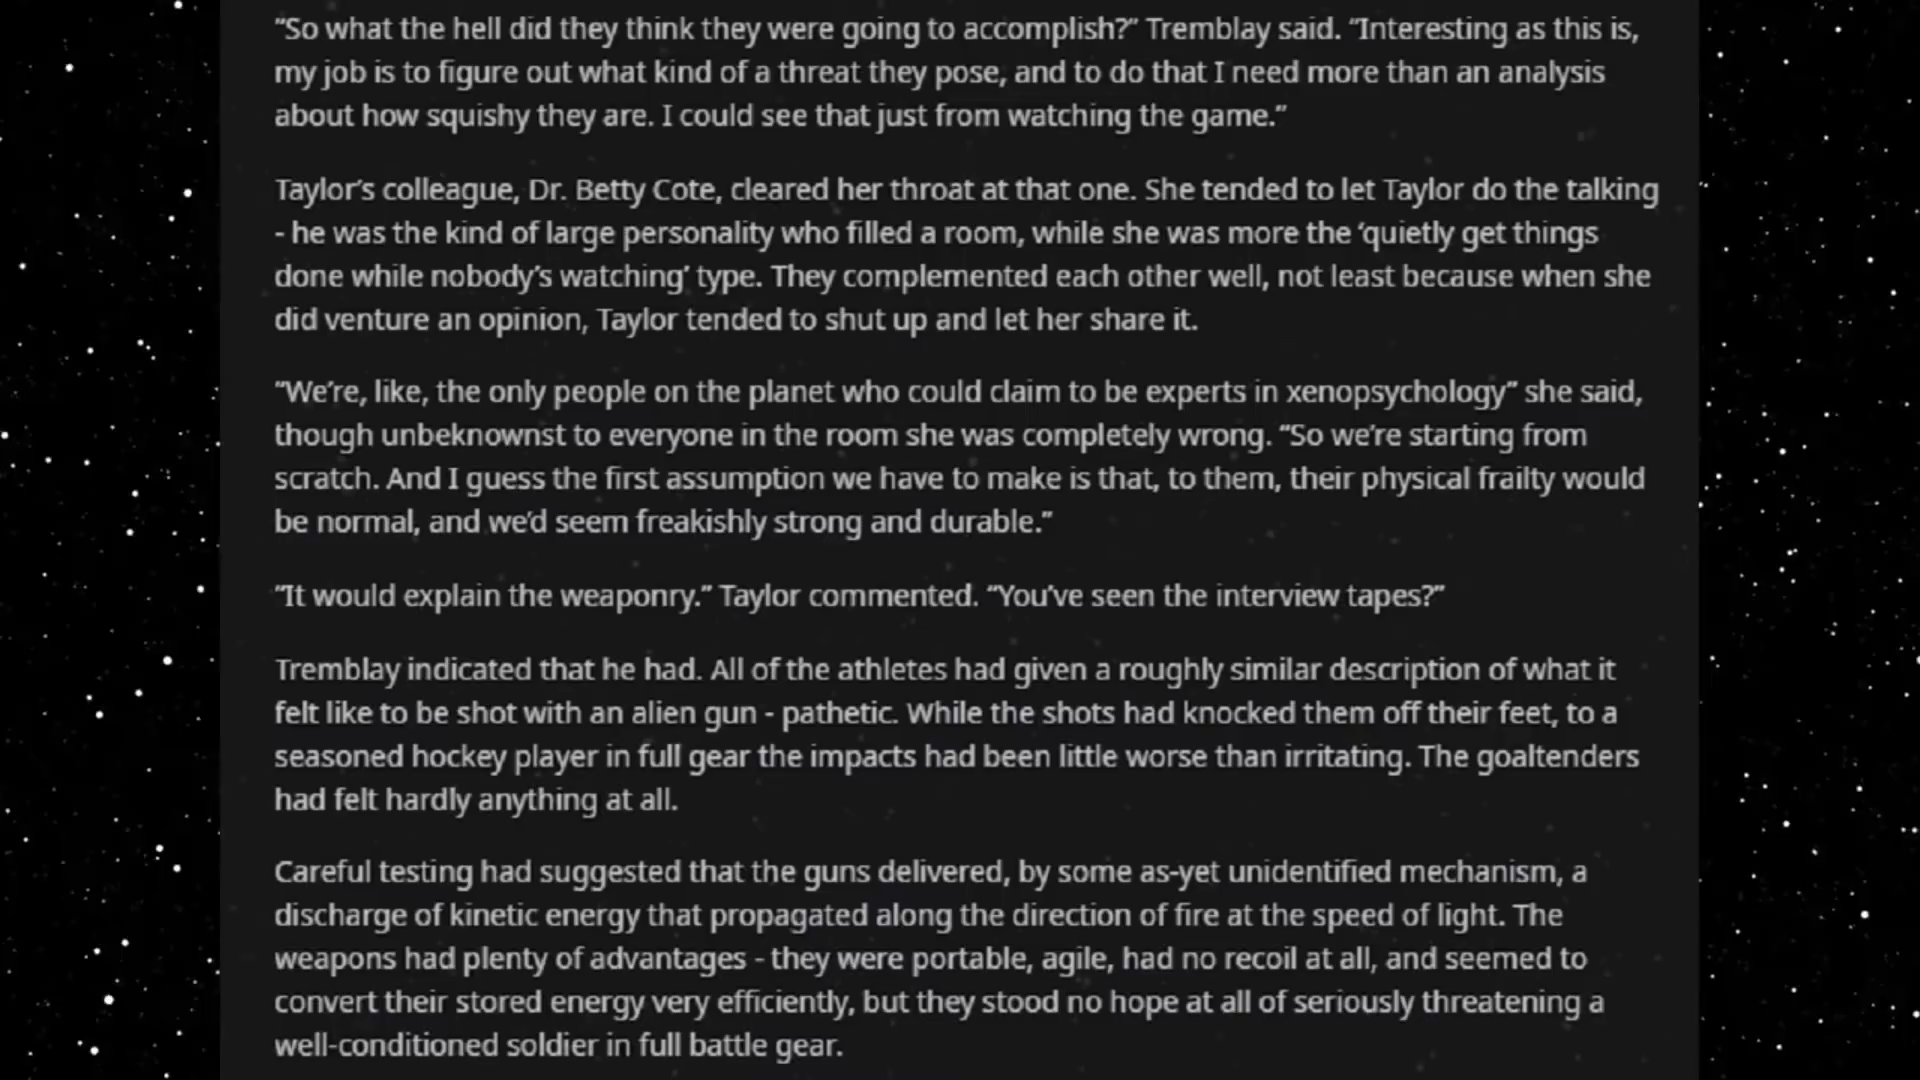 “So what the hell did they think they were going to accomplish?” Tremblay said. “Interesting as this is,
my job is to figure out what kind of a threat they pose, and to do that I need more than an analysis
about how squishy they are. I could see that just from watching the game.”
Taylor’s colleague, Dr. Betty Cote, cleared her throat at that one. She tended to let Taylor do the talking
- he was the kind of large personality who filled a room, while she was more the ‘quietly get things
done while nobody’s watching’ type. They complemented each other well, not least because when she
did venture an opinion, Taylor tended to shut up and let her share it.
“We’re, like, the only people on the planet who could claim to be experts in xenopsychology” she said,
though unbeknownst to everyone in the room she was completely wrong. “So we’re starting from
scratch. And I guess the first assumption we have to make is that, to them, their physical frailty would
be normal, and we’d seem freakishly strong and durable.”
“It would explain the weaponry.” Taylor commented. “You’ve seen the interview tapes?”
Tremblay indicated that he had. All of the athletes had given a roughly similar description of what it
felt like to be shot with an alien gun - pathetic. While the shots had knocked them off their feet, to a
seasoned hockey player in full gear the impacts had been little worse than irritating. The goaltenders
had felt hardly anything at all.
Careful testing had suggested that the guns delivered, by some as-yet unidentified mechanism, a
discharge of kinetic energy that propagated along the direction of fire at the speed of light. The
weapons had plenty of advantages - they were portable, agile, had no recoil at all, and seemed to
convert their stored energy very efficiently, but they stood no hope at all of seriously threatening a
well-conditioned soldier in full battle gear.